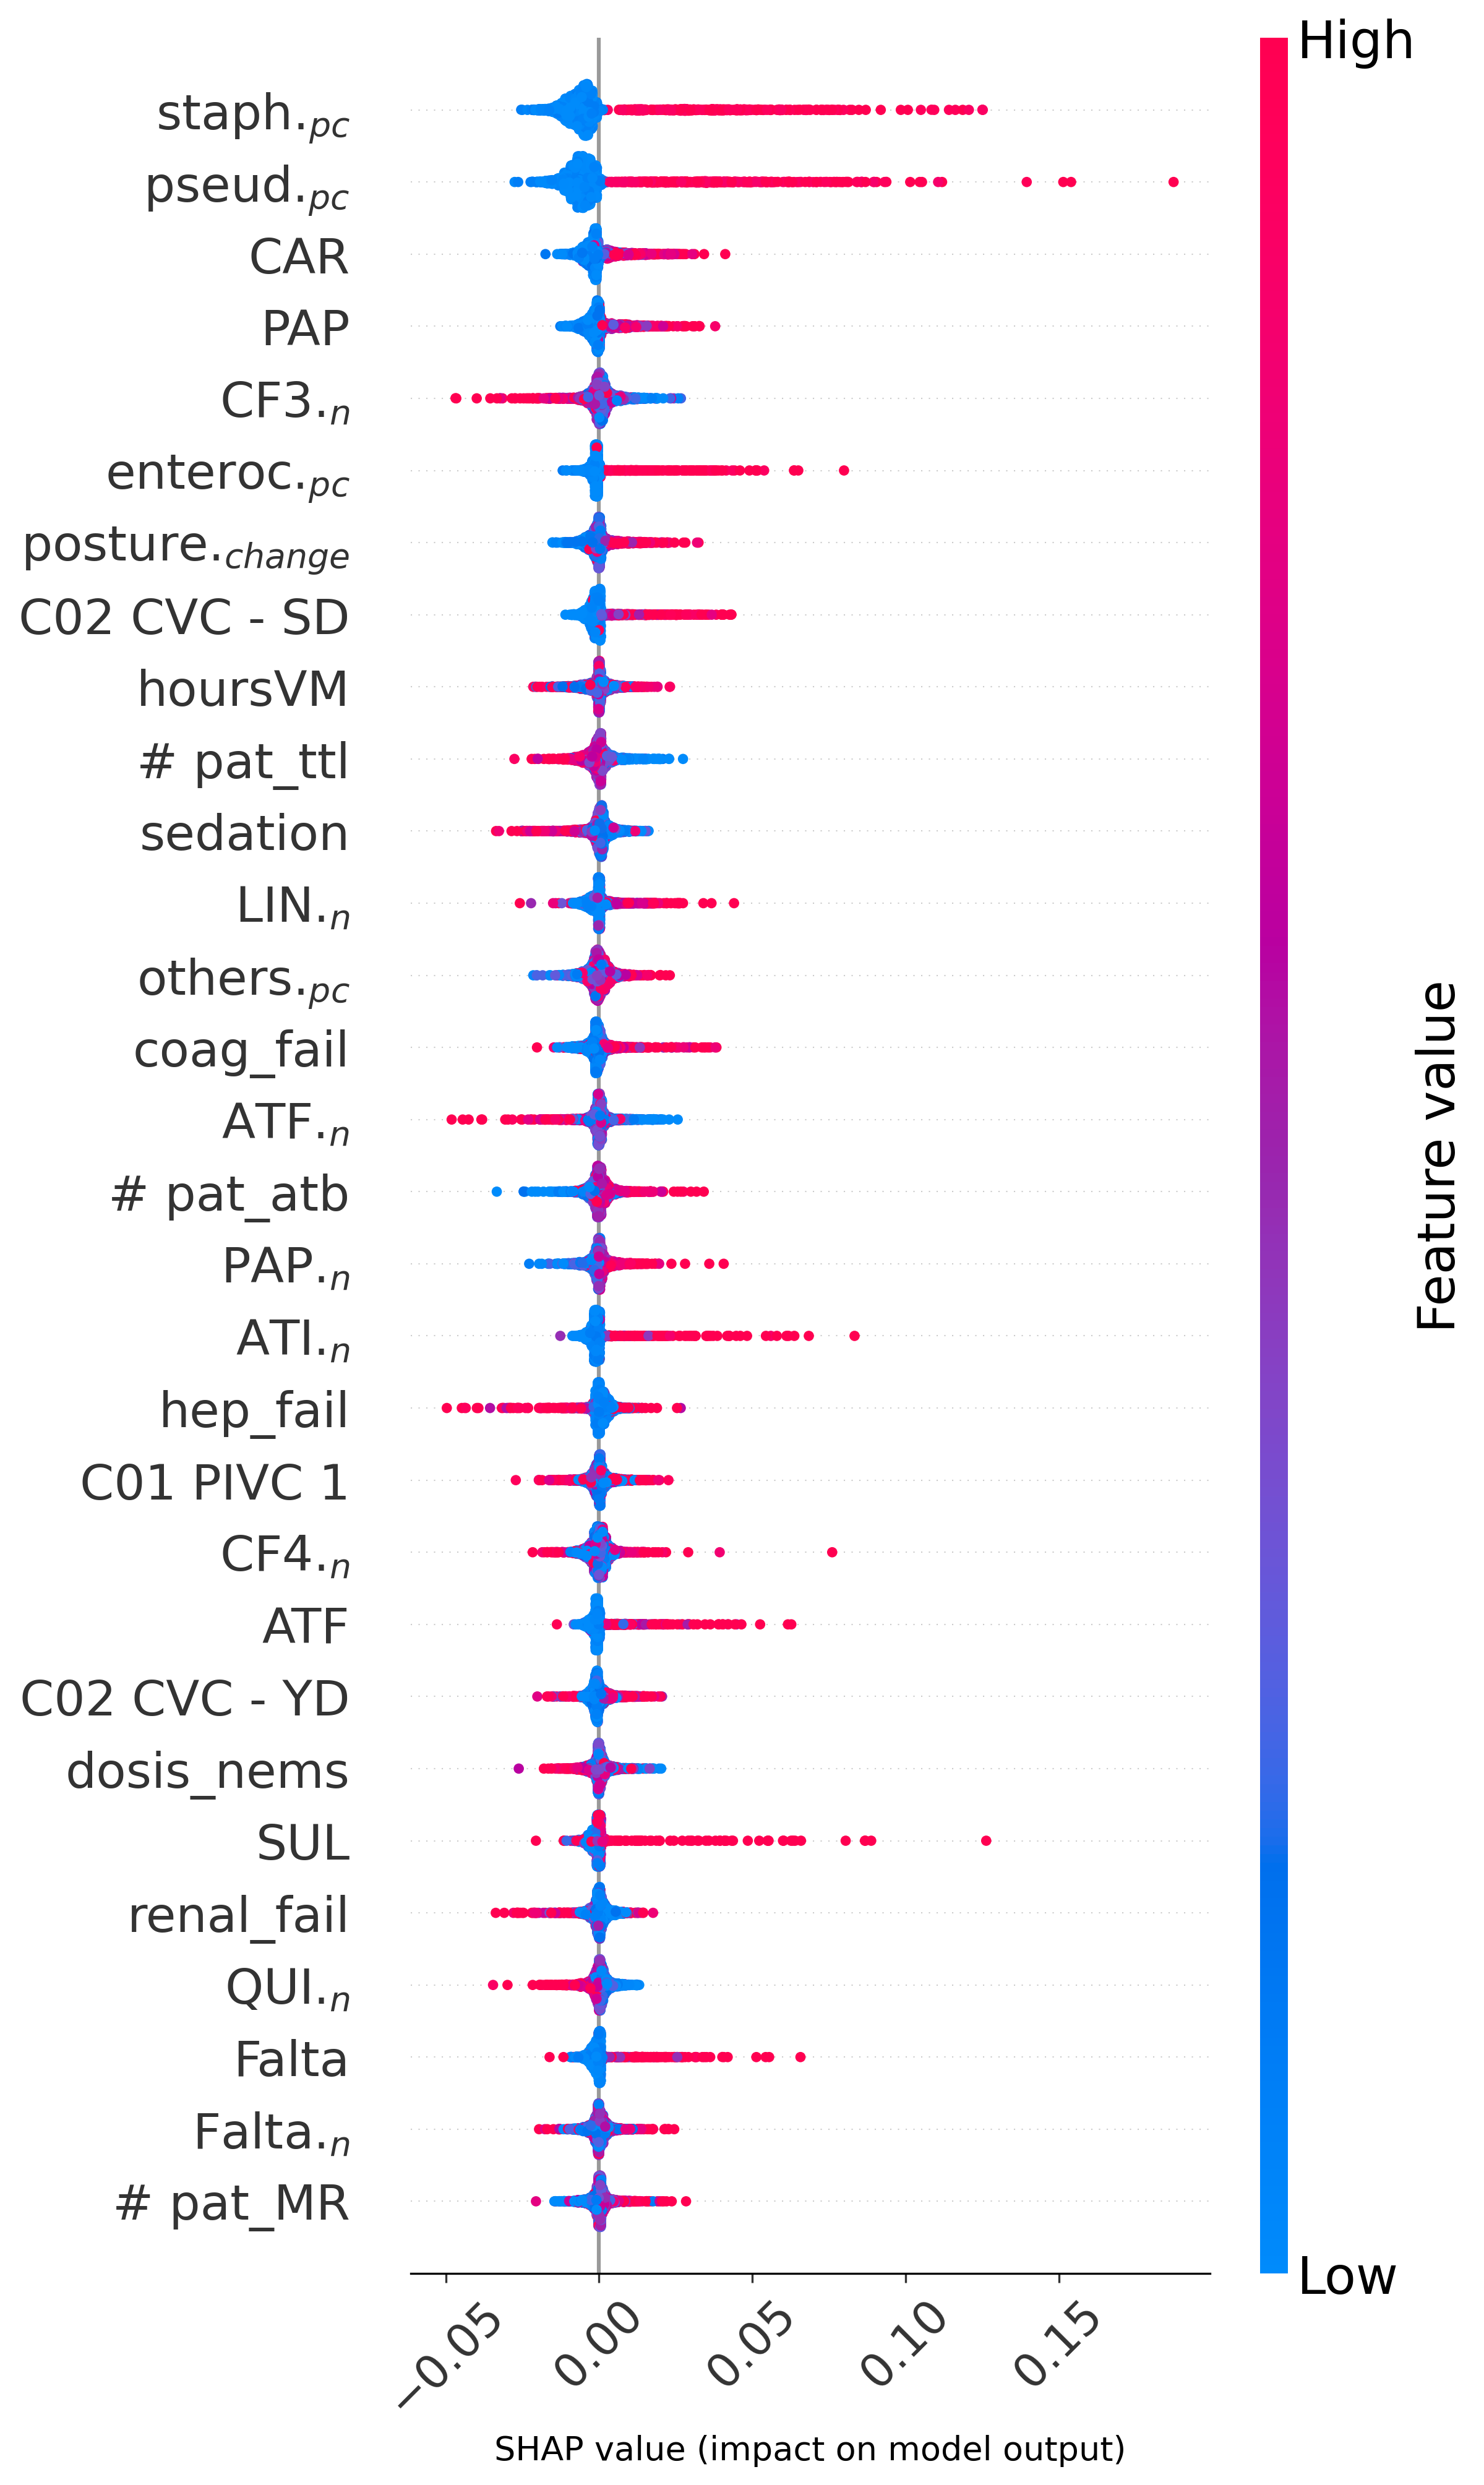 High
staph.pc
pseud.pc
CAR
PAP
CF3.n
enteroc.pc
posture.change
C02 CVC - SD
hoursVM
# pat_ttl
sedation
LIN.n
others.pc
coag_fail
ATF.n
# pat_atb
PAP.n
ATI.n
hep_fail
C01 PIVC 1
CF4.n
ATF
C02 CVC - YD
dosis_nems
SUL
renal_fail
QUI.n
Falta
Falta.n
# pat_MR
Feature value
Low
−0.05 0.00 0.05 0.10 0.15
SHAP value (impact on model output)